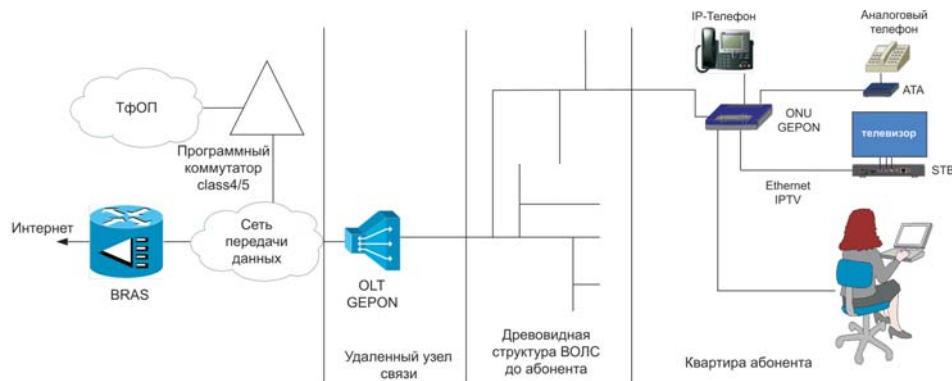 ТфОП
Программный
коммутатор
class4/5
Интернет
BRAS
Сеть
передачи
данных
OLT
GEPON
Удаленный узел
связи
Древовидная
структура ВОЛС
до абонента
IP-Телефон
Аналоговый
телефон
ATA
ONU
GEPON
телевизор
STB
Ethernet
IPTV
Квартира абонента